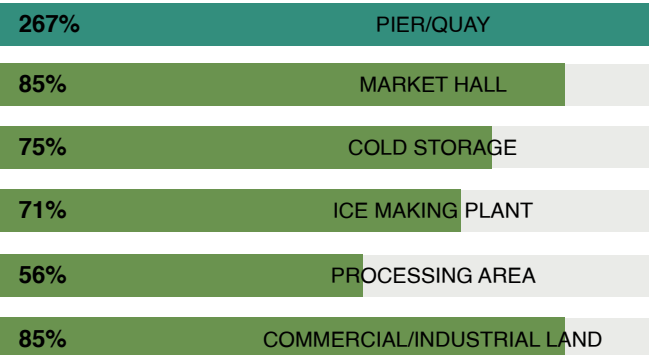 267% PIER/QUAY
85% MARKET HALL
75% COLD STORAGE
71% ICE MAKING PLANT
56% PROCESSING AREA
85% COMMERCIAL/INDUSTRIAL LAND